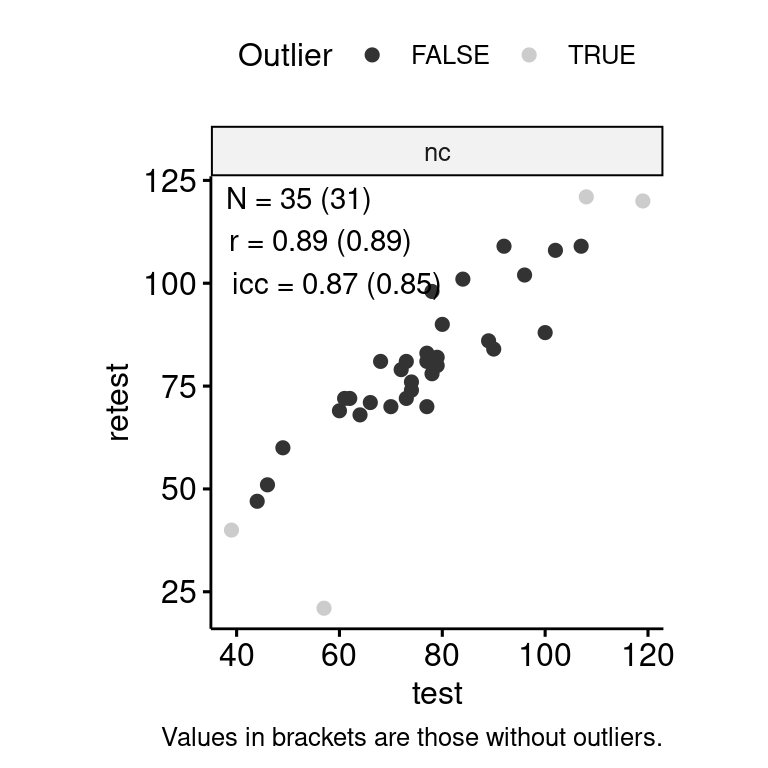 Outlier FALSE TRUE
nc
125
100
75
50
25
N = 35 (31)
r = 0.89 (0.89)
icc = 0.87 (0.85)
retest
40 60 80 100 120
test
Values in brackets are those without outliers.